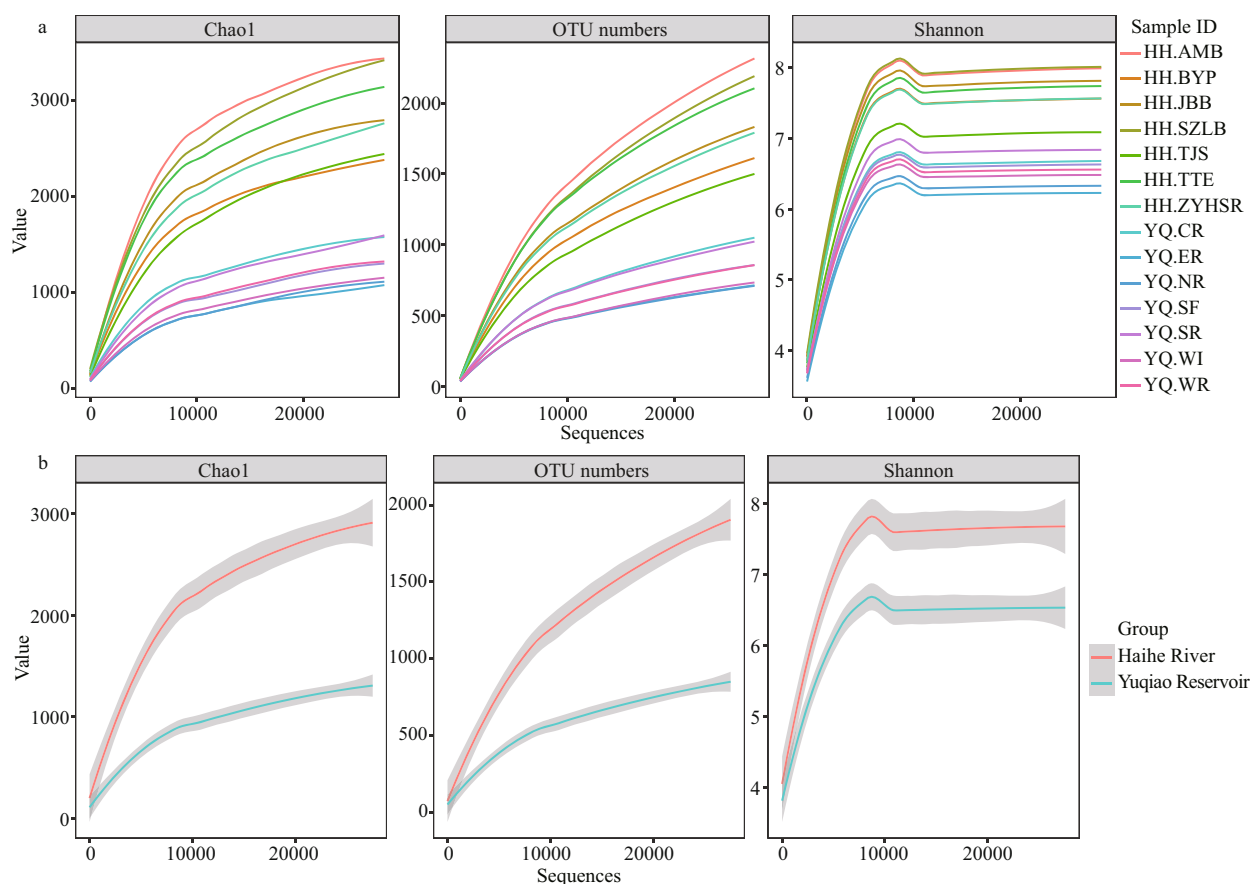 a
Chao1
OTU numbers
Shannon
Sample ID
HH.AMB
HH.BYP
HH.JBB
HH.SZLB
HH.TJS
HH.TTE
HH.ZYHSR
YQ.CR
YQ.ER
YQ.NR
YQ.SF
YQ.SR
YQ.WI
YQ.WR
Value
3000
2000
1000
0
2000
1500
1000
500
0
8
7
6
5
4
0 10000 20000
0 10000 20000
0 10000 20000
Sequences
b
Chao1
OTU numbers
Shannon
Value
3000
2000
1000
0
2000
1500
1000
500
0
8
7
6
5
4
0 10000 20000
0 10000 20000
0 10000 20000
Sequences
Group
Haihe River
Yuqiao Reservoir